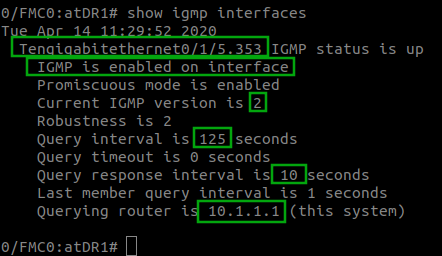 0/FMC0:atDR1# show igmp interfaces
Tue Apr 14 11:29:52 2020
Tengigabitethernet0/1/5.353 IGMP status is up
IGMP is enabled on interface
Promiscuous mode is enabled
Current IGMP version is 2
Robustness is 2
Query interval is 125 seconds
Query timeout is 0 seconds
Query response interval is 10 seconds
Last member query interval is 1 seconds
Querying router is 10.1.1.1 (this system)
0/FMC0:atDR1#